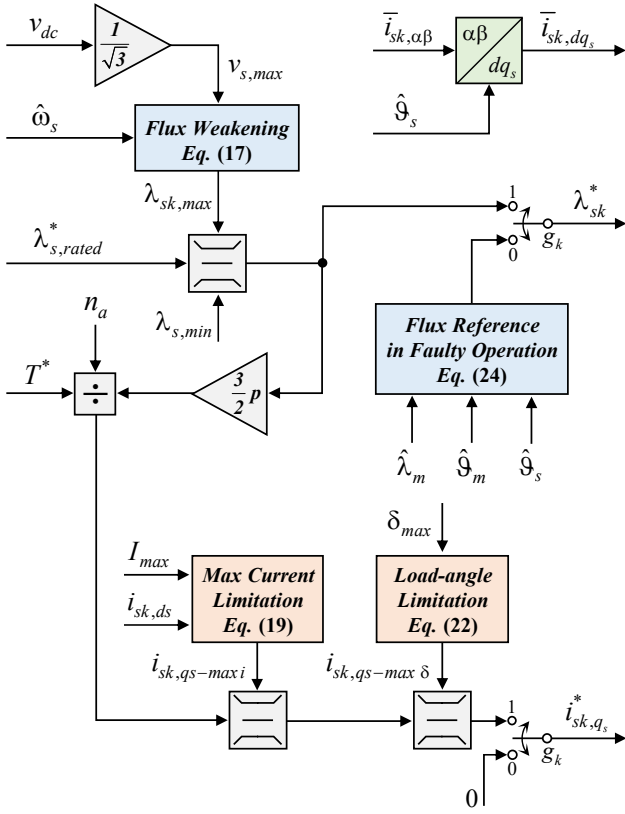 v_dc
1/√3
v_s,max
i̅_sk,αβ
αβ
dq_s
i̅_sk,dq_s
ω̂_s
Flux Weakening
Eq. (17)
ϑ̂_s
λ_sk,max
λ*_s,rated
λ_s,min
1
0
g_k
λ*_sk
Flux Reference
in Faulty Operation
Eq. (24)
n_a
T*
÷
3/2 p
λ̂_m
ϑ̂_m
ϑ̂_s
δ_max
I_max
i_sk,ds
Max Current
Limitation
Eq. (19)
Load-angle
Limitation
Eq. (22)
i_sk,qs−max i
i_sk,qs−max δ
1
0
g_k
i*_sk,q_s
0